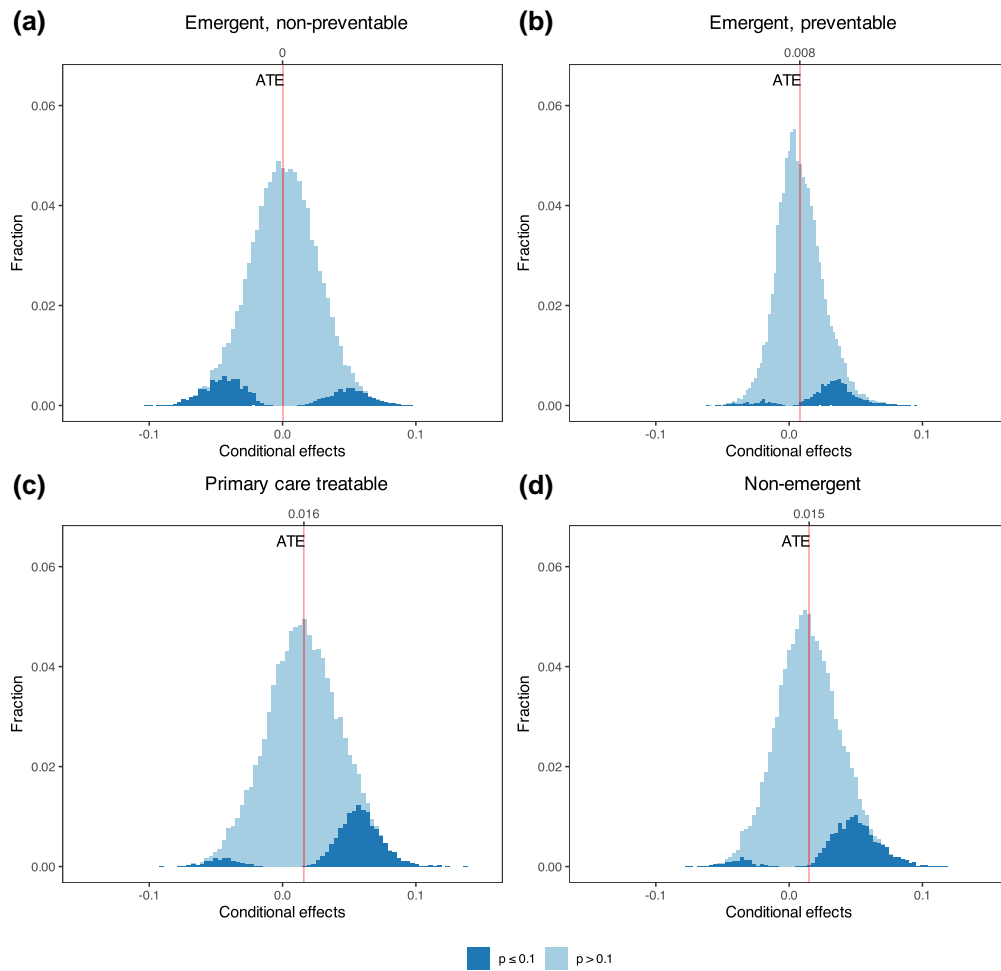 (a) Emergent, non-preventable
0
ATE
0.06
0.04
0.02
0.00
Fraction
-0.1 0.0 0.1
Conditional effects
(b) Emergent, preventable
0.008
ATE
0.06
0.04
0.02
0.00
Fraction
-0.1 0.0 0.1
Conditional effects
(c) Primary care treatable
0.016
ATE
0.06
0.04
0.02
0.00
Fraction
-0.1 0.0 0.1
Conditional effects
(d) Non-emergent
0.015
ATE
0.06
0.04
0.02
0.00
Fraction
-0.1 0.0 0.1
Conditional effects
p ≤ 0.1 p > 0.1